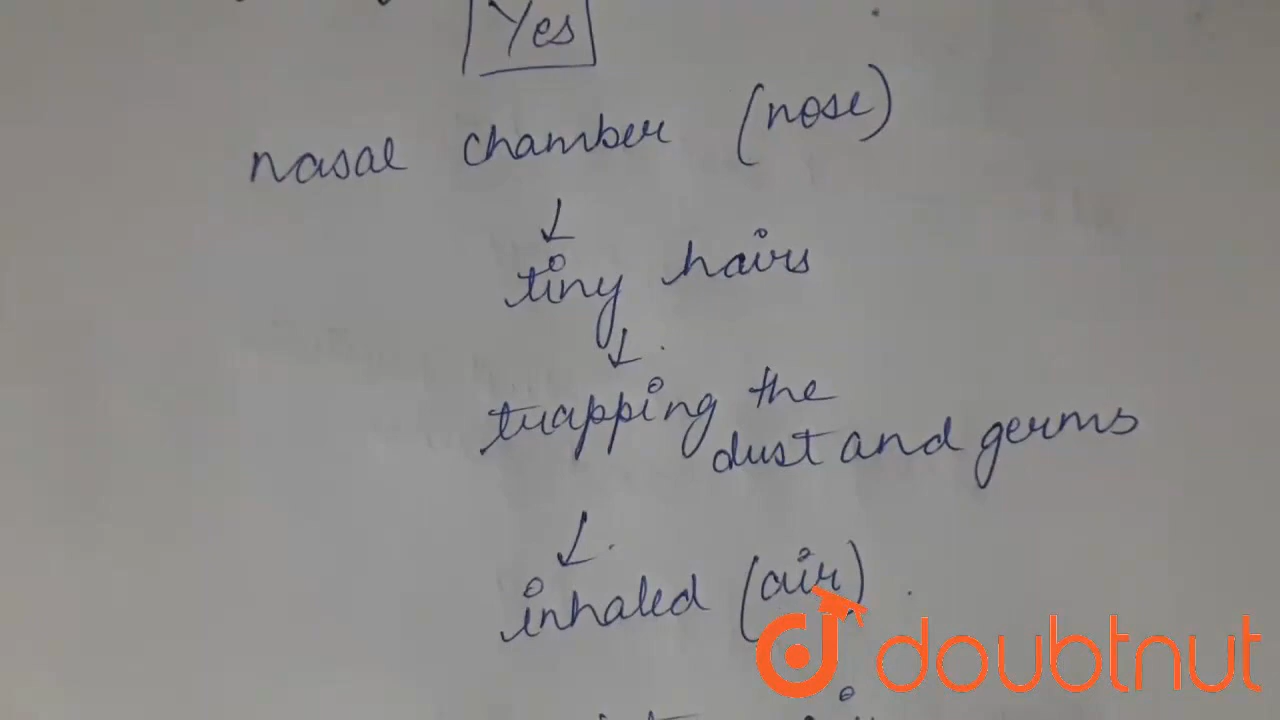 Yes
nasal chamber (nose)
↓
tiny hairs
↓
trapping the
dust and germs
↓
inhaled (air)
doubtnut